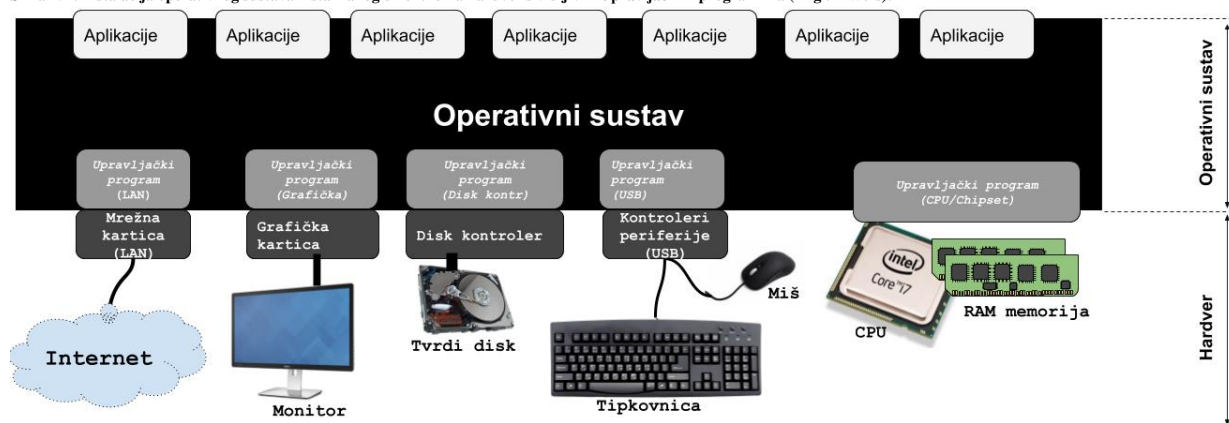 Aplikacije Aplikacije Aplikacije Aplikacije Aplikacije Aplikacije Aplikacije
Operativni sustav
Operativni sustav
Upravljački
program
(LAN)
Upravljački
program
(Grafička)
Upravljački
program
(Disk kontr)
Upravljački
program
(USB)
Upravljački program
(CPU/Chipset)
Mrežna
kartica
(LAN)
Grafička
kartica
Disk kontroler
Kontroleri
periferije
(USB)
Hardver
Internet
Monitor
Tvrdi disk
Tipkovnica
Miš
intel
Core™i7
CPU
RAM memorija